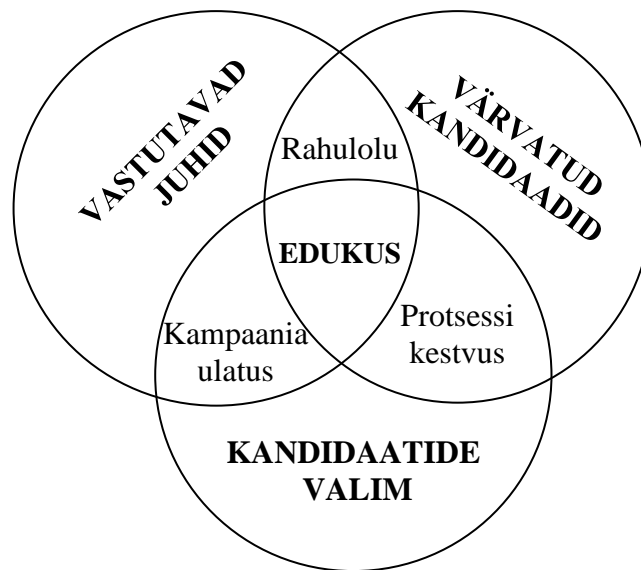 VASTUTAVAD
JUHID
VÄRVATUD
KANDIDAADID
Rahulolu
EDUKUS
Kampaania
ulatus
Protsessi
kestvus
KANDIDAATIDE
VALIM